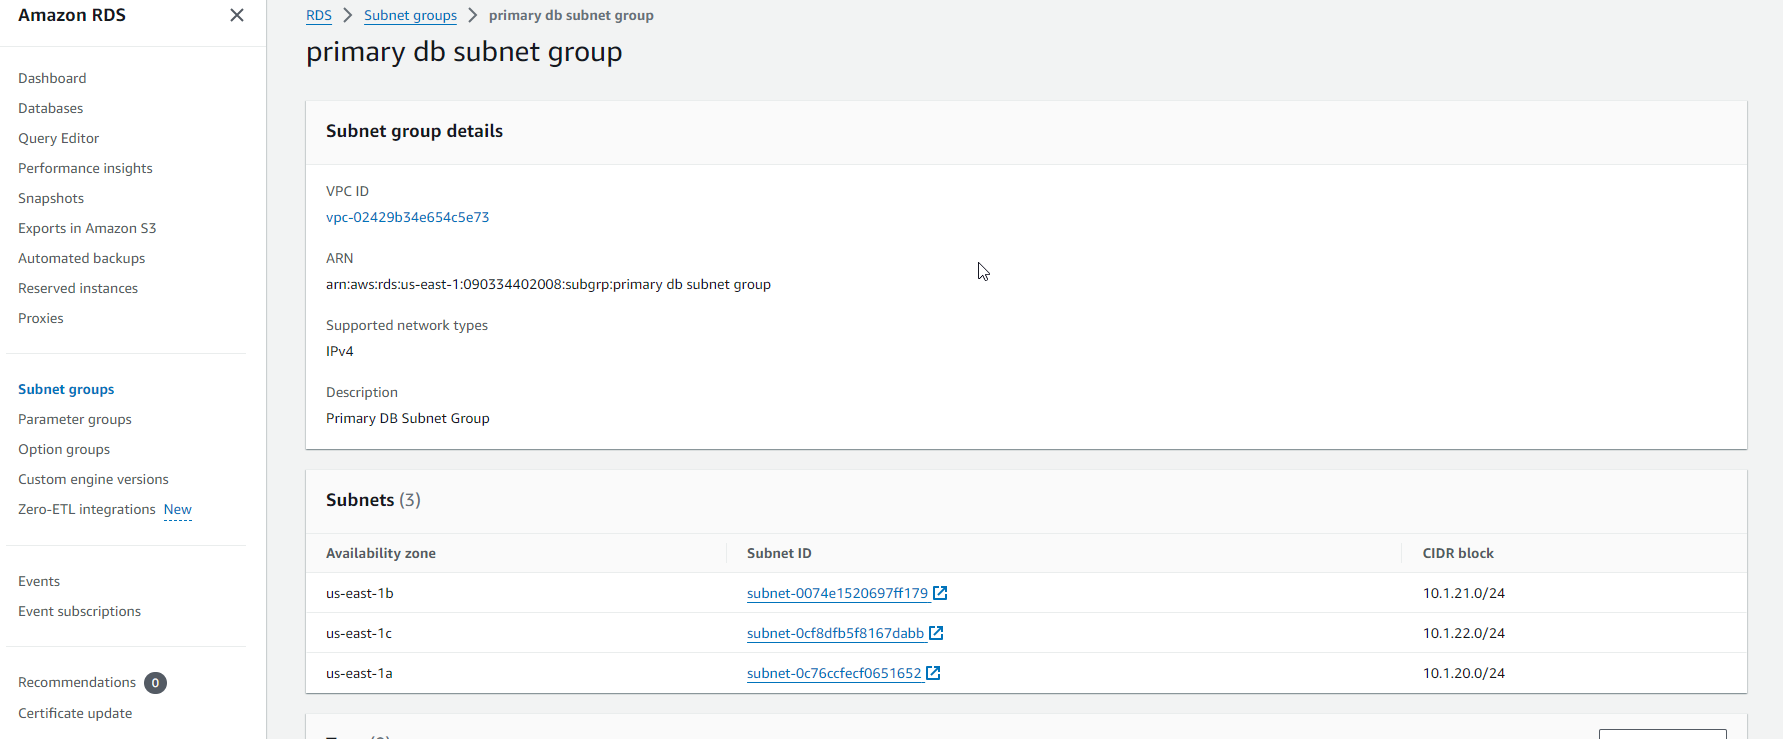 Amazon RDS
Dashboard
Databases
Query Editor
Performance insights
Snapshots
Exports in Amazon S3
Automated backups
Reserved instances
Proxies
Subnet groups
Parameter groups
Option groups
Custom engine versions
Zero-ETL integrations New
Events
Event subscriptions
Recommendations 0
Certificate update
RDS Subnet groups primary db subnet group
primary db subnet group
Subnet group details
VPC ID
vpc-02429b34e654c5e73
ARN
arn:aws:rds:us-east-1:090334402008:subgrp:primary db subnet group
Supported network types
IPv4
Description
Primary DB Subnet Group
Subnets (3)
Availability zone Subnet ID CIDR block
us-east-1b subnet-0074e1520697ff179 10.1.21.0/24
us-east-1c subnet-0cf8dfb5f8167dabb 10.1.22.0/24
us-east-1a subnet-0c76ccfecf0651652 10.1.20.0/24